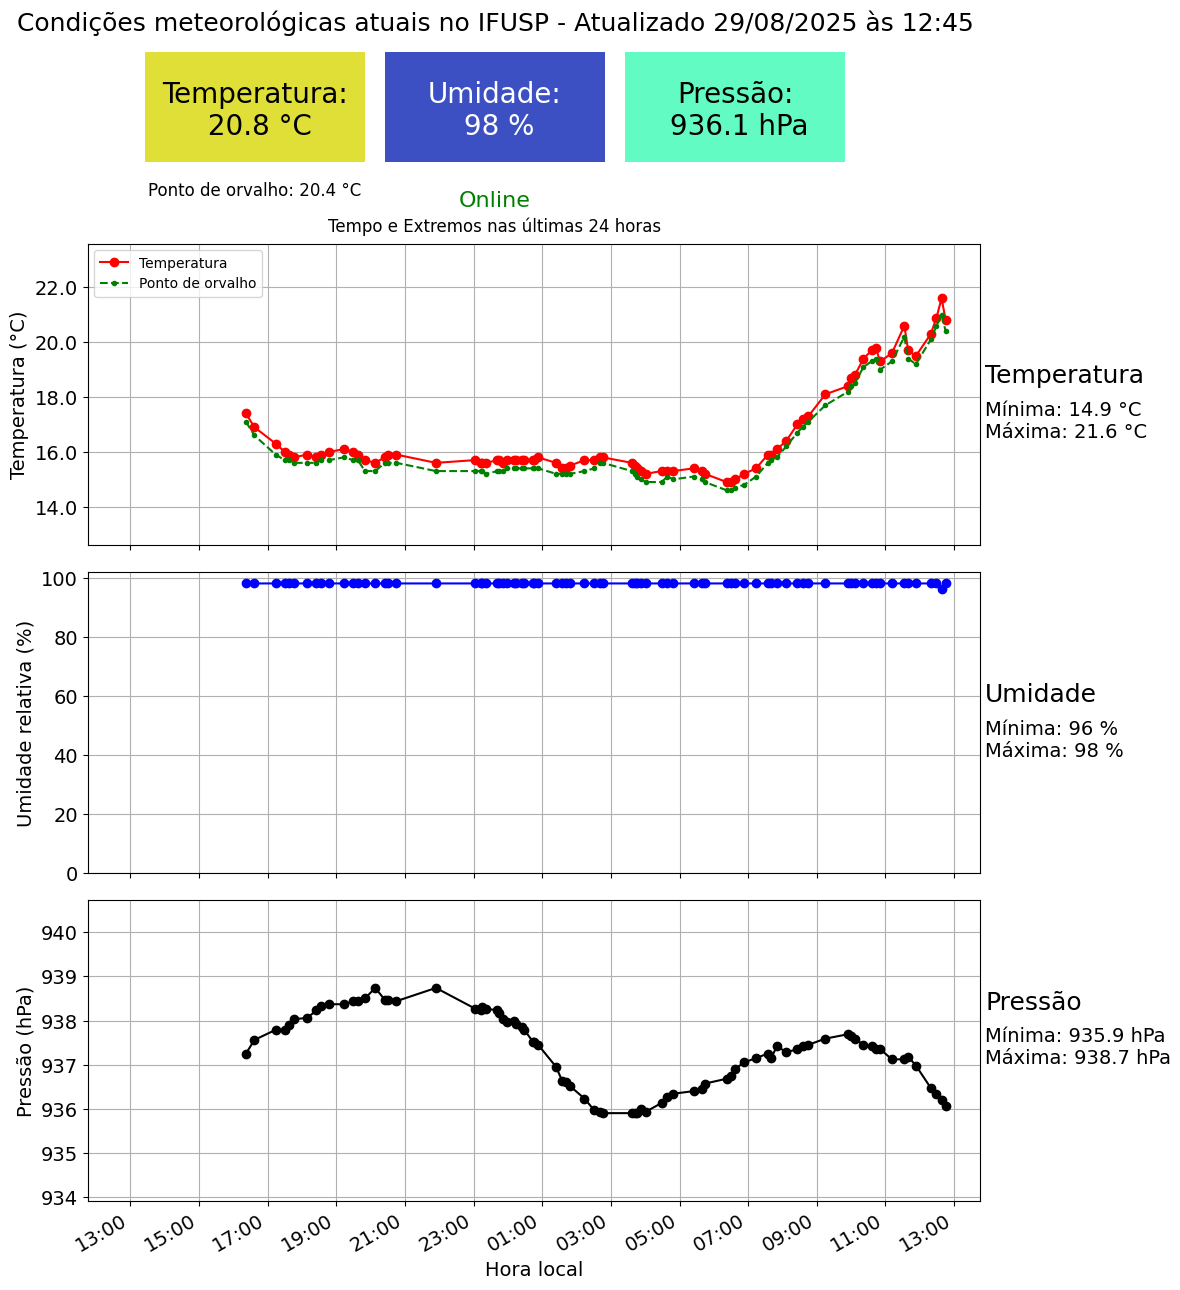 Condições meteorológicas atuais no IFUSP - Atualizado 29/08/2025 às 12:45
Temperatura:
20.8 °C
Umidade:
98 %
Pressão:
936.1 hPa
Ponto de orvalho: 20.4 °C
Online
Tempo e Extremos nas últimas 24 horas
Temperatura
Ponto de orvalho
Temperatura (°C)
22.0
20.0
18.0
16.0
14.0
Temperatura
Mínima: 14.9 °C
Máxima: 21.6 °C
Umidade relativa (%)
100
80
60
40
20
0
Umidade
Mínima: 96 %
Máxima: 98 %
Pressão (hPa)
940
939
938
937
936
935
934
Pressão
Mínima: 935.9 hPa
Máxima: 938.7 hPa
13:00 15:00 17:00 19:00 21:00 23:00 01:00 03:00 05:00 07:00 09:00 11:00 13:00
Hora local